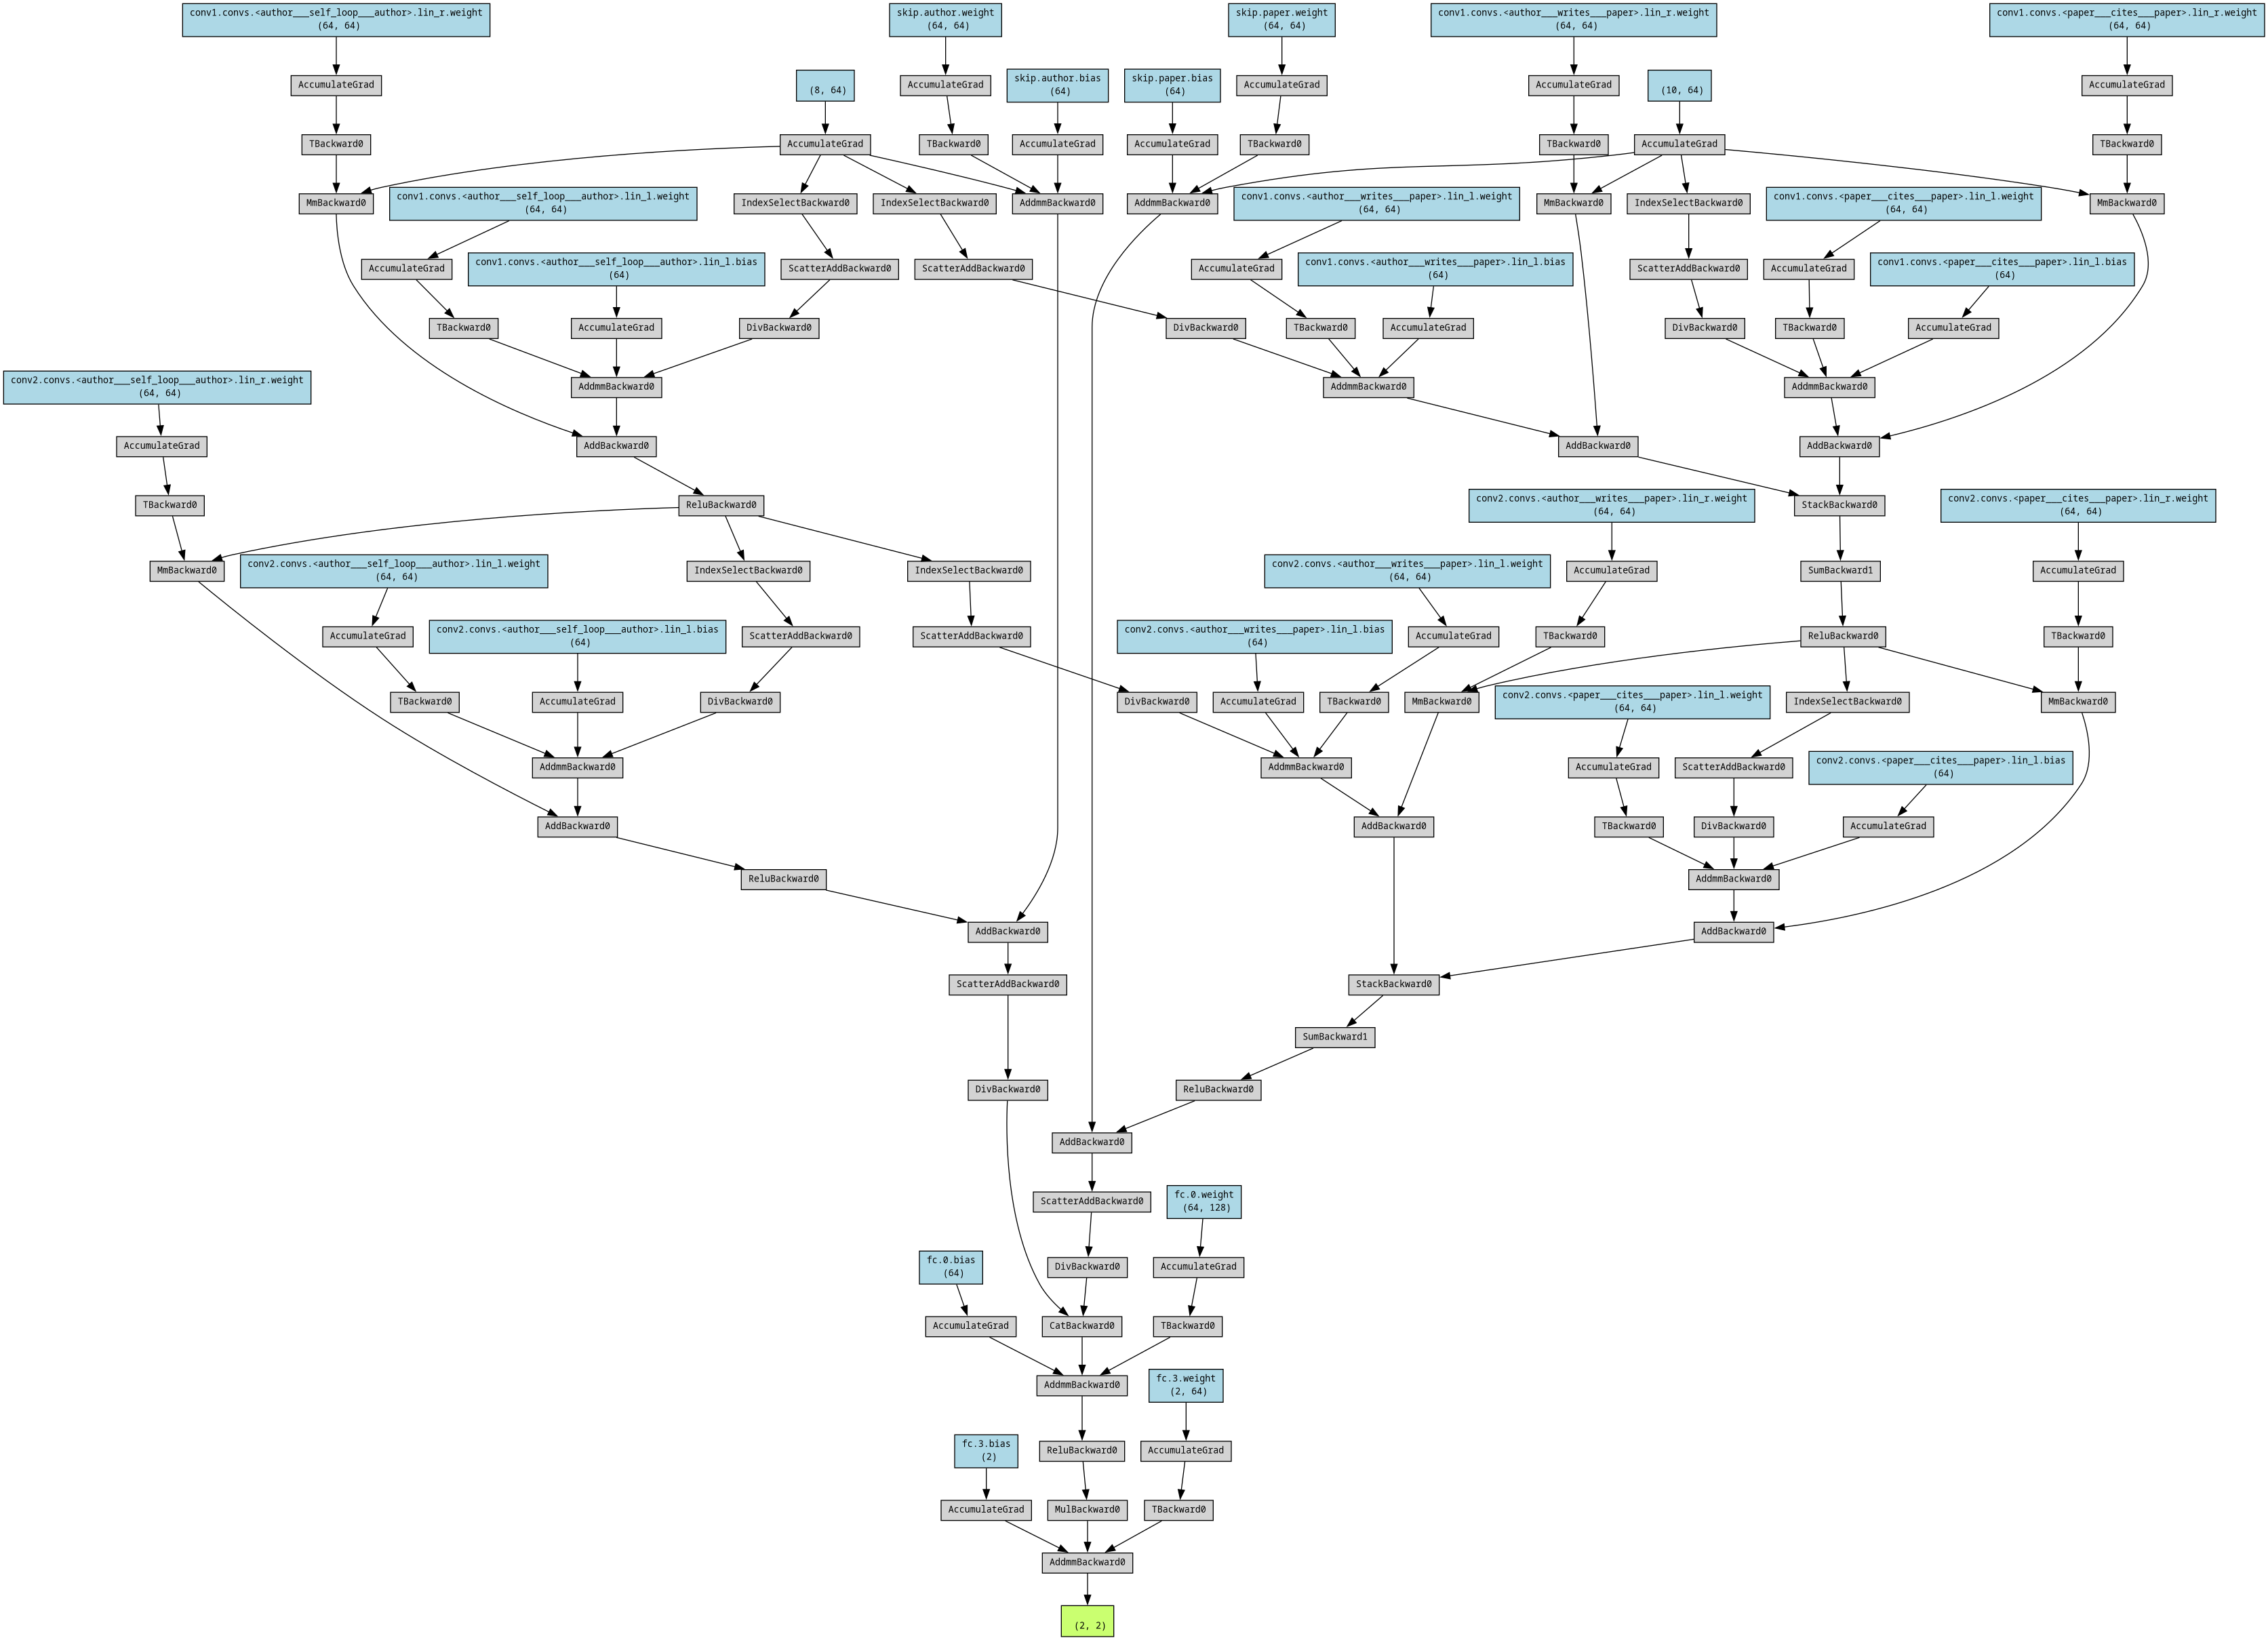 conv1.convs.<author___self_loop___author>.lin_r.weight
(64, 64)
skip.author.weight
(64, 64)
skip.paper.weight
(64, 64)
conv1.convs.<author___writes___paper>.lin_r.weight
(64, 64)
conv1.convs.<paper___cites___paper>.lin_r.weight
(64, 64)
AccumulateGrad
(8, 64)
AccumulateGrad
skip.author.bias
(64)
skip.paper.bias
(64)
AccumulateGrad
AccumulateGrad
(10, 64)
AccumulateGrad
TBackward0
AccumulateGrad
TBackward0
AccumulateGrad
AccumulateGrad
TBackward0
TBackward0
AccumulateGrad
TBackward0
MmBackward0
conv1.convs.<author___self_loop___author>.lin_l.weight
(64, 64)
IndexSelectBackward0
IndexSelectBackward0
AddmmBackward0
AddmmBackward0
conv1.convs.<author___writes___paper>.lin_l.weight
(64, 64)
MmBackward0
IndexSelectBackward0
conv1.convs.<paper___cites___paper>.lin_l.weight
(64, 64)
MmBackward0
AccumulateGrad
conv1.convs.<author___self_loop___author>.lin_l.bias
(64)
ScatterAddBackward0
ScatterAddBackward0
AccumulateGrad
conv1.convs.<author___writes___paper>.lin_l.bias
(64)
ScatterAddBackward0
AccumulateGrad
conv1.convs.<paper___cites___paper>.lin_l.bias
(64)
TBackward0
AccumulateGrad
DivBackward0
DivBackward0
TBackward0
AccumulateGrad
DivBackward0
TBackward0
AccumulateGrad
conv2.convs.<author___self_loop___author>.lin_r.weight
(64, 64)
AddmmBackward0
AddmmBackward0
AddmmBackward0
AccumulateGrad
AddBackward0
AddBackward0
AddBackward0
TBackward0
ReluBackward0
conv2.convs.<author___writes___paper>.lin_r.weight
(64, 64)
StackBackward0
conv2.convs.<paper___cites___paper>.lin_r.weight
(64, 64)
MmBackward0
conv2.convs.<author___self_loop___author>.lin_l.weight
(64, 64)
IndexSelectBackward0
IndexSelectBackward0
conv2.convs.<author___writes___paper>.lin_l.weight
(64, 64)
AccumulateGrad
SumBackward1
AccumulateGrad
AccumulateGrad
conv2.convs.<author___self_loop___author>.lin_l.bias
(64)
ScatterAddBackward0
ScatterAddBackward0
conv2.convs.<author___writes___paper>.lin_l.bias
(64)
AccumulateGrad
TBackward0
ReluBackward0
TBackward0
TBackward0
AccumulateGrad
DivBackward0
DivBackward0
AccumulateGrad
TBackward0
MmBackward0
conv2.convs.<paper___cites___paper>.lin_l.weight
(64, 64)
IndexSelectBackward0
MmBackward0
AddmmBackward0
AddmmBackward0
AccumulateGrad
ScatterAddBackward0
conv2.convs.<paper___cites___paper>.lin_l.bias
(64)
AddBackward0
AddBackward0
TBackward0
DivBackward0
AccumulateGrad
ReluBackward0
AddmmBackward0
AddBackward0
AddBackward0
ScatterAddBackward0
StackBackward0
SumBackward1
DivBackward0
ReluBackward0
AddBackward0
ScatterAddBackward0
fc.0.weight
(64, 128)
fc.0.bias
(64)
DivBackward0
AccumulateGrad
AccumulateGrad
CatBackward0
TBackward0
AddmmBackward0
fc.3.weight
(2, 64)
fc.3.bias
(2)
ReluBackward0
AccumulateGrad
AccumulateGrad
MulBackward0
TBackward0
AddmmBackward0
(2, 2)